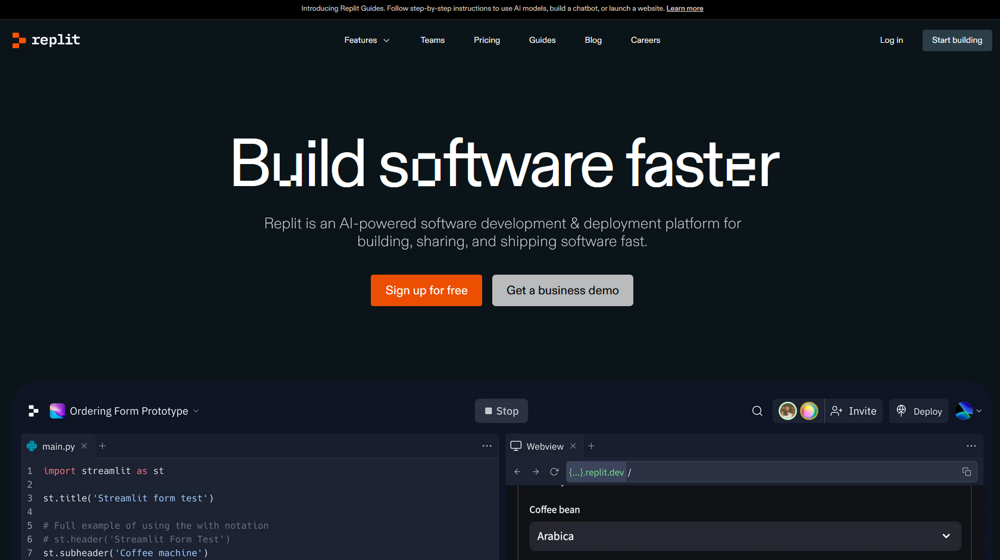 Introducing Replit Guides. Follow step-by-step instructions to use AI models, build a chatbot, or launch a website. Learn more
replit
Features
Teams
Pricing
Guides
Blog
Careers
Log in
Start building
Build software faster
Replit is an AI-powered software development & deployment platform for
building, sharing, and shipping software fast.
Sign up for free
Get a business demo
Ordering Form Prototype
Stop
Invite
Deploy
main.py
1 import streamlit as st
2
3 st.title('Streamlit form test')
4
5 # Full example of using the with notation
6 # st.header('Streamlit Form Test')
7 st.subheader('Coffee machine')
Webview
{...}.replit.dev /
Coffee bean
Arabica